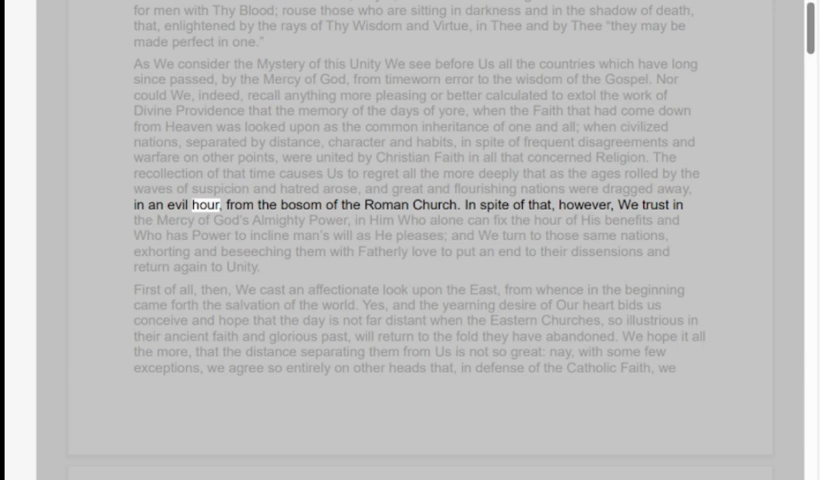 for men with Thy Blood; rouse those who are sitting in darkness and in the shadow of death,
that, enlightened by the rays of Thy Wisdom and Virtue, in Thee and by Thee “they may be
made perfect in one.”
As We consider the Mystery of this Unity We see before Us all the countries which have long
since passed, by the Mercy of God, from timeworn error to the wisdom of the Gospel. Nor
could We, indeed, recall anything more pleasing or better calculated to extol the work of
Divine Providence that the memory of the days of yore, when the Faith that had come down
from Heaven was looked upon as the common inheritance of one and all; when civilized
nations, separated by distance, character and habits, in spite of frequent disagreements and
warfare on other points, were united by Christian Faith in all that concerned Religion. The
recollection of that time causes Us to regret all the more deeply that as the ages rolled by the
waves of suspicion and hatred arose, and great and flourishing nations were dragged away,
in an evil hour, from the bosom of the Roman Church. In spite of that, however, We trust in
the Mercy of God’s Almighty Power, in Him Who alone can fix the hour of His benefits and
Who has Power to incline man’s will as He pleases; and We turn to those same nations,
exhorting and beseeching them with Fatherly love to put an end to their dissensions and
return again to Unity.
First of all, then, We cast an affectionate look upon the East, from whence in the beginning
came forth the salvation of the world. Yes, and the yearning desire of Our heart bids us
conceive and hope that the day is not far distant when the Eastern Churches, so illustrious in
their ancient faith and glorious past, will return to the fold they have abandoned. We hope it all
the more, that the distance separating them from Us is not so great: nay, with some few
exceptions, we agree so entirely on other heads that, in defense of the Catholic Faith, we